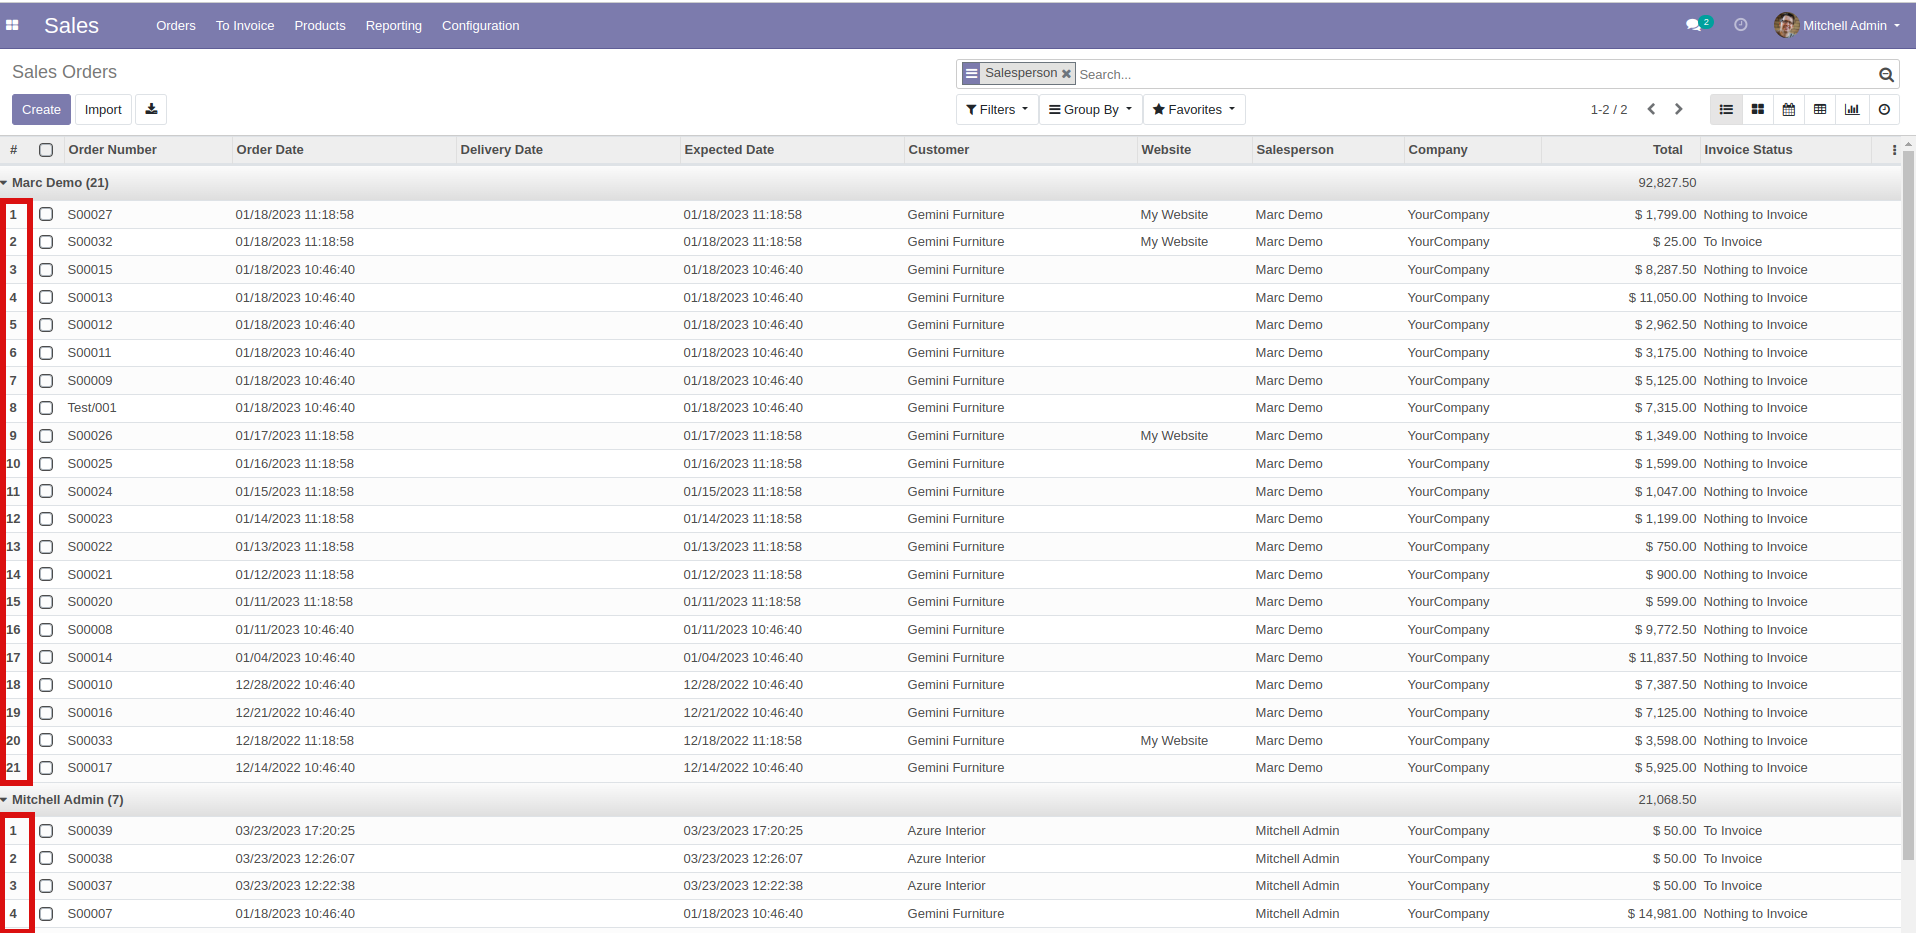 Sales Orders To Invoice Products Reporting Configuration 2 Mitchell Admin
Sales Orders Salesperson Search...
Create Import Filters Group By Favorites 1-2 / 2
# Order Number Order Date Delivery Date Expected Date Customer Website Salesperson Company Total Invoice Status
Marc Demo (21) 92,827.50
1 S00027 01/18/2023 11:18:58 01/18/2023 11:18:58 Gemini Furniture My Website Marc Demo YourCompany $ 1,799.00 Nothing to Invoice
2 S00032 01/18/2023 11:18:58 01/18/2023 11:18:58 Gemini Furniture My Website Marc Demo YourCompany $ 25.00 To Invoice
3 S00015 01/18/2023 10:46:40 01/18/2023 10:46:40 Gemini Furniture Marc Demo YourCompany $ 8,287.50 Nothing to Invoice
4 S00013 01/18/2023 10:46:40 01/18/2023 10:46:40 Gemini Furniture Marc Demo YourCompany $ 11,050.00 Nothing to Invoice
5 S00012 01/18/2023 10:46:40 01/18/2023 10:46:40 Gemini Furniture Marc Demo YourCompany $ 2,962.50 Nothing to Invoice
6 S00011 01/18/2023 10:46:40 01/18/2023 10:46:40 Gemini Furniture Marc Demo YourCompany $ 3,175.00 Nothing to Invoice
7 S00009 01/18/2023 10:46:40 01/18/2023 10:46:40 Gemini Furniture Marc Demo YourCompany $ 5,125.00 Nothing to Invoice
8 Test/001 01/18/2023 10:46:40 01/18/2023 10:46:40 Gemini Furniture Marc Demo YourCompany $ 7,315.00 Nothing to Invoice
9 S00026 01/17/2023 11:18:58 01/17/2023 11:18:58 Gemini Furniture My Website Marc Demo YourCompany $ 1,349.00 Nothing to Invoice
10 S00025 01/16/2023 11:18:58 01/16/2023 11:18:58 Gemini Furniture Marc Demo YourCompany $ 1,599.00 Nothing to Invoice
11 S00024 01/15/2023 11:18:58 01/15/2023 11:18:58 Gemini Furniture Marc Demo YourCompany $ 1,047.00 Nothing to Invoice
12 S00023 01/14/2023 11:18:58 01/14/2023 11:18:58 Gemini Furniture Marc Demo YourCompany $ 1,199.00 Nothing to Invoice
13 S00022 01/13/2023 11:18:58 01/13/2023 11:18:58 Gemini Furniture Marc Demo YourCompany $ 750.00 Nothing to Invoice
14 S00021 01/12/2023 11:18:58 01/12/2023 11:18:58 Gemini Furniture Marc Demo YourCompany $ 900.00 Nothing to Invoice
15 S00020 01/11/2023 11:18:58 01/11/2023 11:18:58 Gemini Furniture Marc Demo YourCompany $ 599.00 Nothing to Invoice
16 S00008 01/11/2023 10:46:40 01/11/2023 10:46:40 Gemini Furniture Marc Demo YourCompany $ 9,772.50 Nothing to Invoice
17 S00014 01/04/2023 10:46:40 01/04/2023 10:46:40 Gemini Furniture Marc Demo YourCompany $ 11,837.50 Nothing to Invoice
18 S00010 12/28/2022 10:46:40 12/28/2022 10:46:40 Gemini Furniture Marc Demo YourCompany $ 7,387.50 Nothing to Invoice
19 S00016 12/21/2022 10:46:40 12/21/2022 10:46:40 Gemini Furniture Marc Demo YourCompany $ 7,125.00 Nothing to Invoice
20 S00033 12/18/2022 11:18:58 12/18/2022 11:18:58 Gemini Furniture My Website Marc Demo YourCompany $ 3,598.00 Nothing to Invoice
21 S00017 12/14/2022 10:46:40 12/14/2022 10:46:40 Gemini Furniture Marc Demo YourCompany $ 5,925.00 Nothing to Invoice
Mitchell Admin (7) 21,068.50
1 S00039 03/23/2023 17:20:25 03/23/2023 17:20:25 Azure Interior Mitchell Admin YourCompany $ 50.00 To Invoice
2 S00038 03/23/2023 12:26:07 03/23/2023 12:26:07 Azure Interior Mitchell Admin YourCompany $ 50.00 To Invoice
3 S00037 03/23/2023 12:22:38 03/23/2023 12:22:38 Azure Interior Mitchell Admin YourCompany $ 50.00 To Invoice
4 S00007 01/18/2023 10:46:40 01/18/2023 10:46:40 Gemini Furniture Mitchell Admin YourCompany $ 14,981.00 Nothing to Invoice